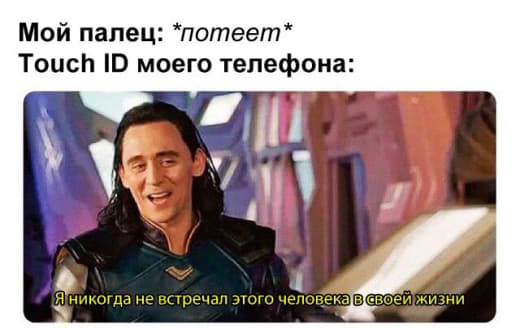 Мой палец: *потеет*
Touch ID моего телефона:
Я никогда не встречал этого человека в своей жизни